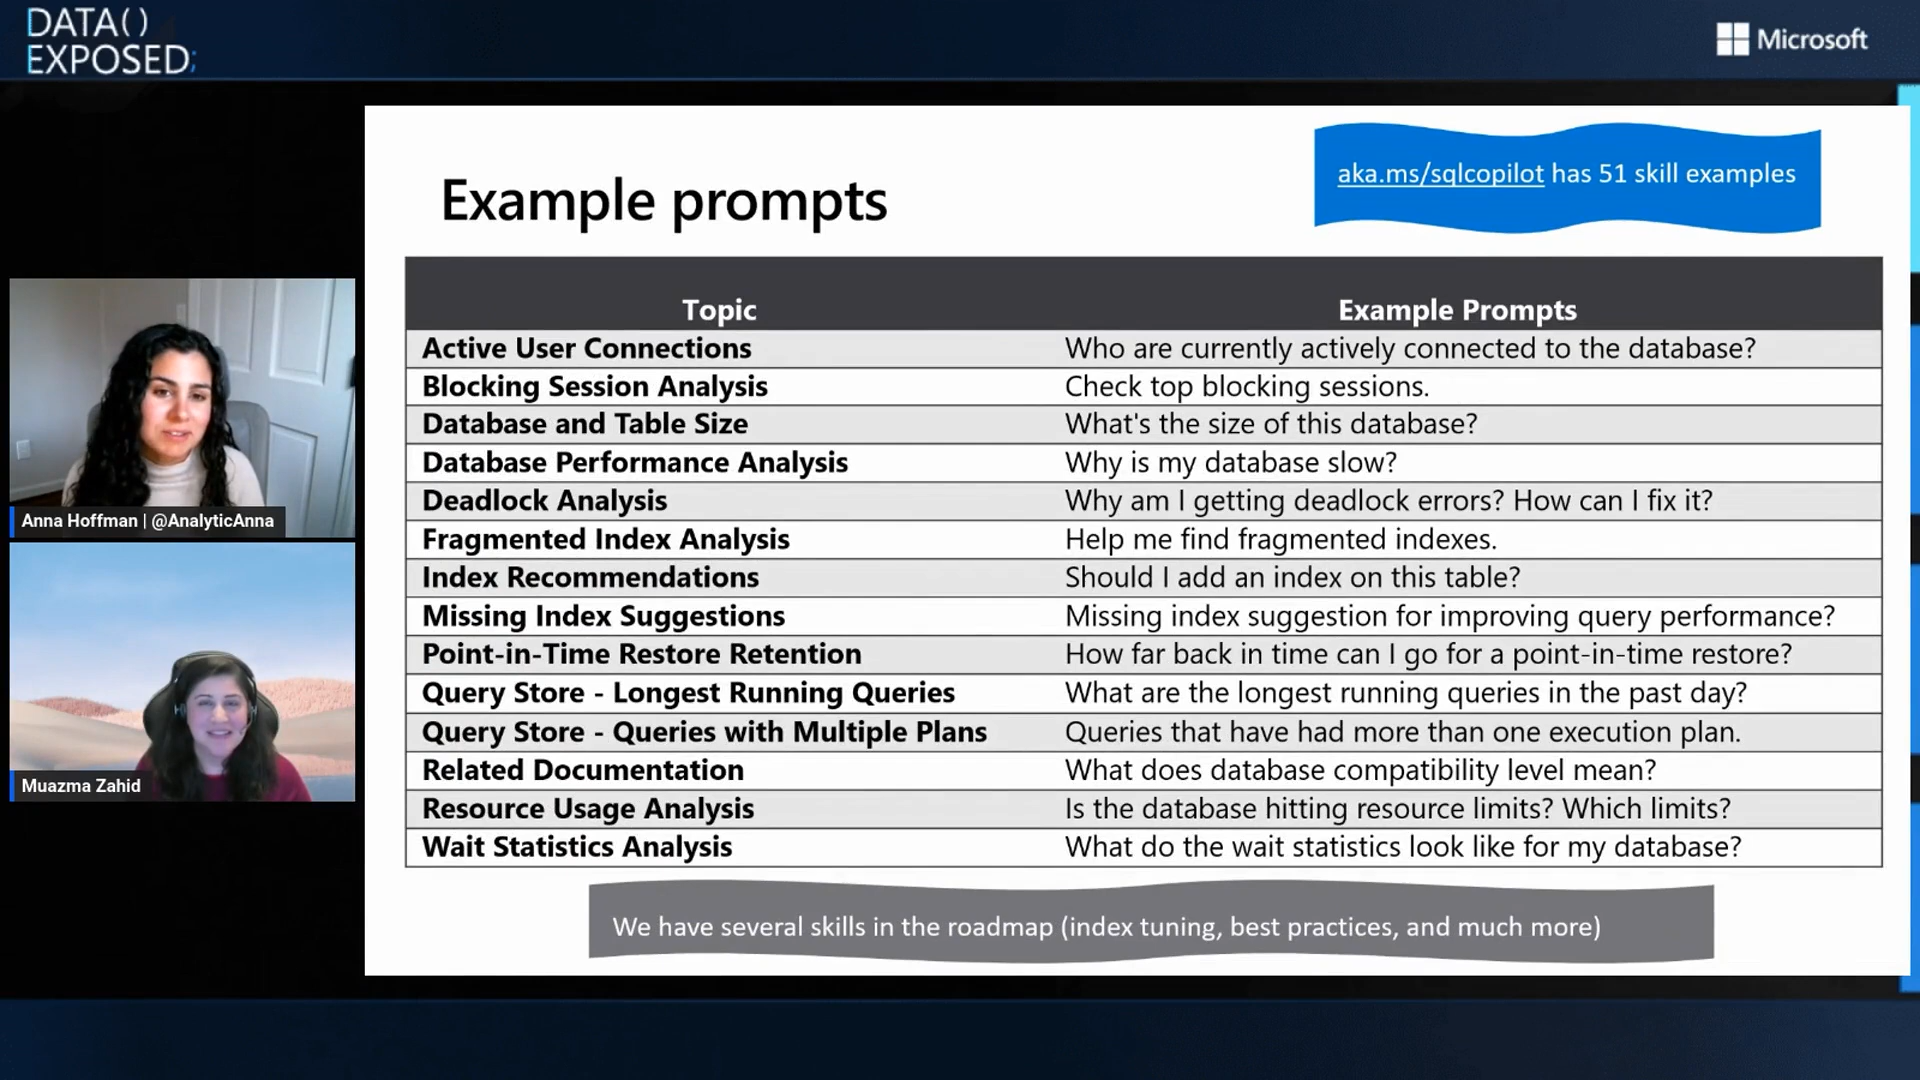 DATA()
EXPOSED;
Microsoft
Example prompts
aka.ms/sqlcopilot has 51 skill examples
Topic Example Prompts
Active User Connections Who are currently actively connected to the database?
Blocking Session Analysis Check top blocking sessions.
Database and Table Size What's the size of this database?
Database Performance Analysis Why is my database slow?
Deadlock Analysis Why am I getting deadlock errors? How can I fix it?
Fragmented Index Analysis Help me find fragmented indexes.
Index Recommendations Should I add an index on this table?
Missing Index Suggestions Missing index suggestion for improving query performance?
Point-in-Time Restore Retention How far back in time can I go for a point-in-time restore?
Query Store - Longest Running Queries What are the longest running queries in the past day?
Query Store - Queries with Multiple Plans Queries that have had more than one execution plan.
Related Documentation What does database compatibility level mean?
Resource Usage Analysis Is the database hitting resource limits? Which limits?
Wait Statistics Analysis What do the wait statistics look like for my database?
We have several skills in the roadmap (index tuning, best practices, and much more)
Anna Hoffman | @AnalyticAnna
Muazma Zahid